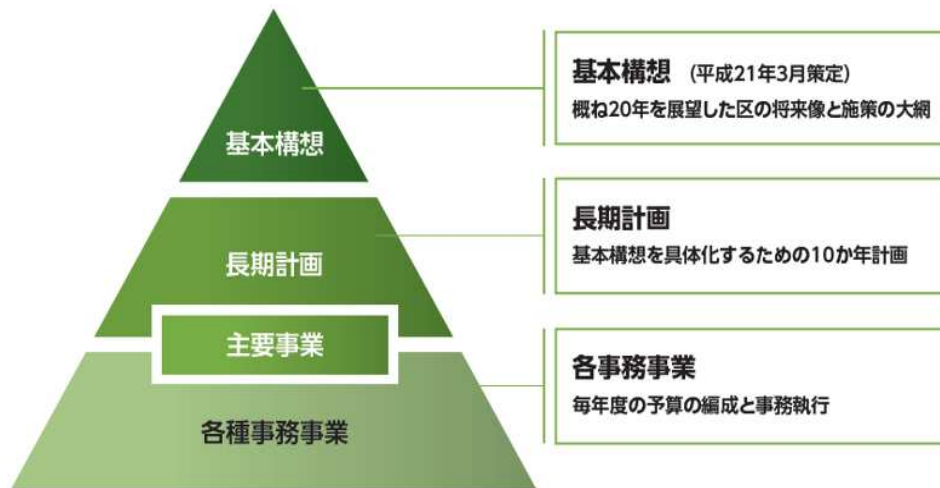 基本構想
長期計画
主要事業
各種事務事業
基本構想 (平成21年3月策定)
概ね20年を展望した区の将来像と施策の大綱
長期計画
基本構想を具体化するための10か年計画
各事務事業
毎年度の予算の編成と事務執行